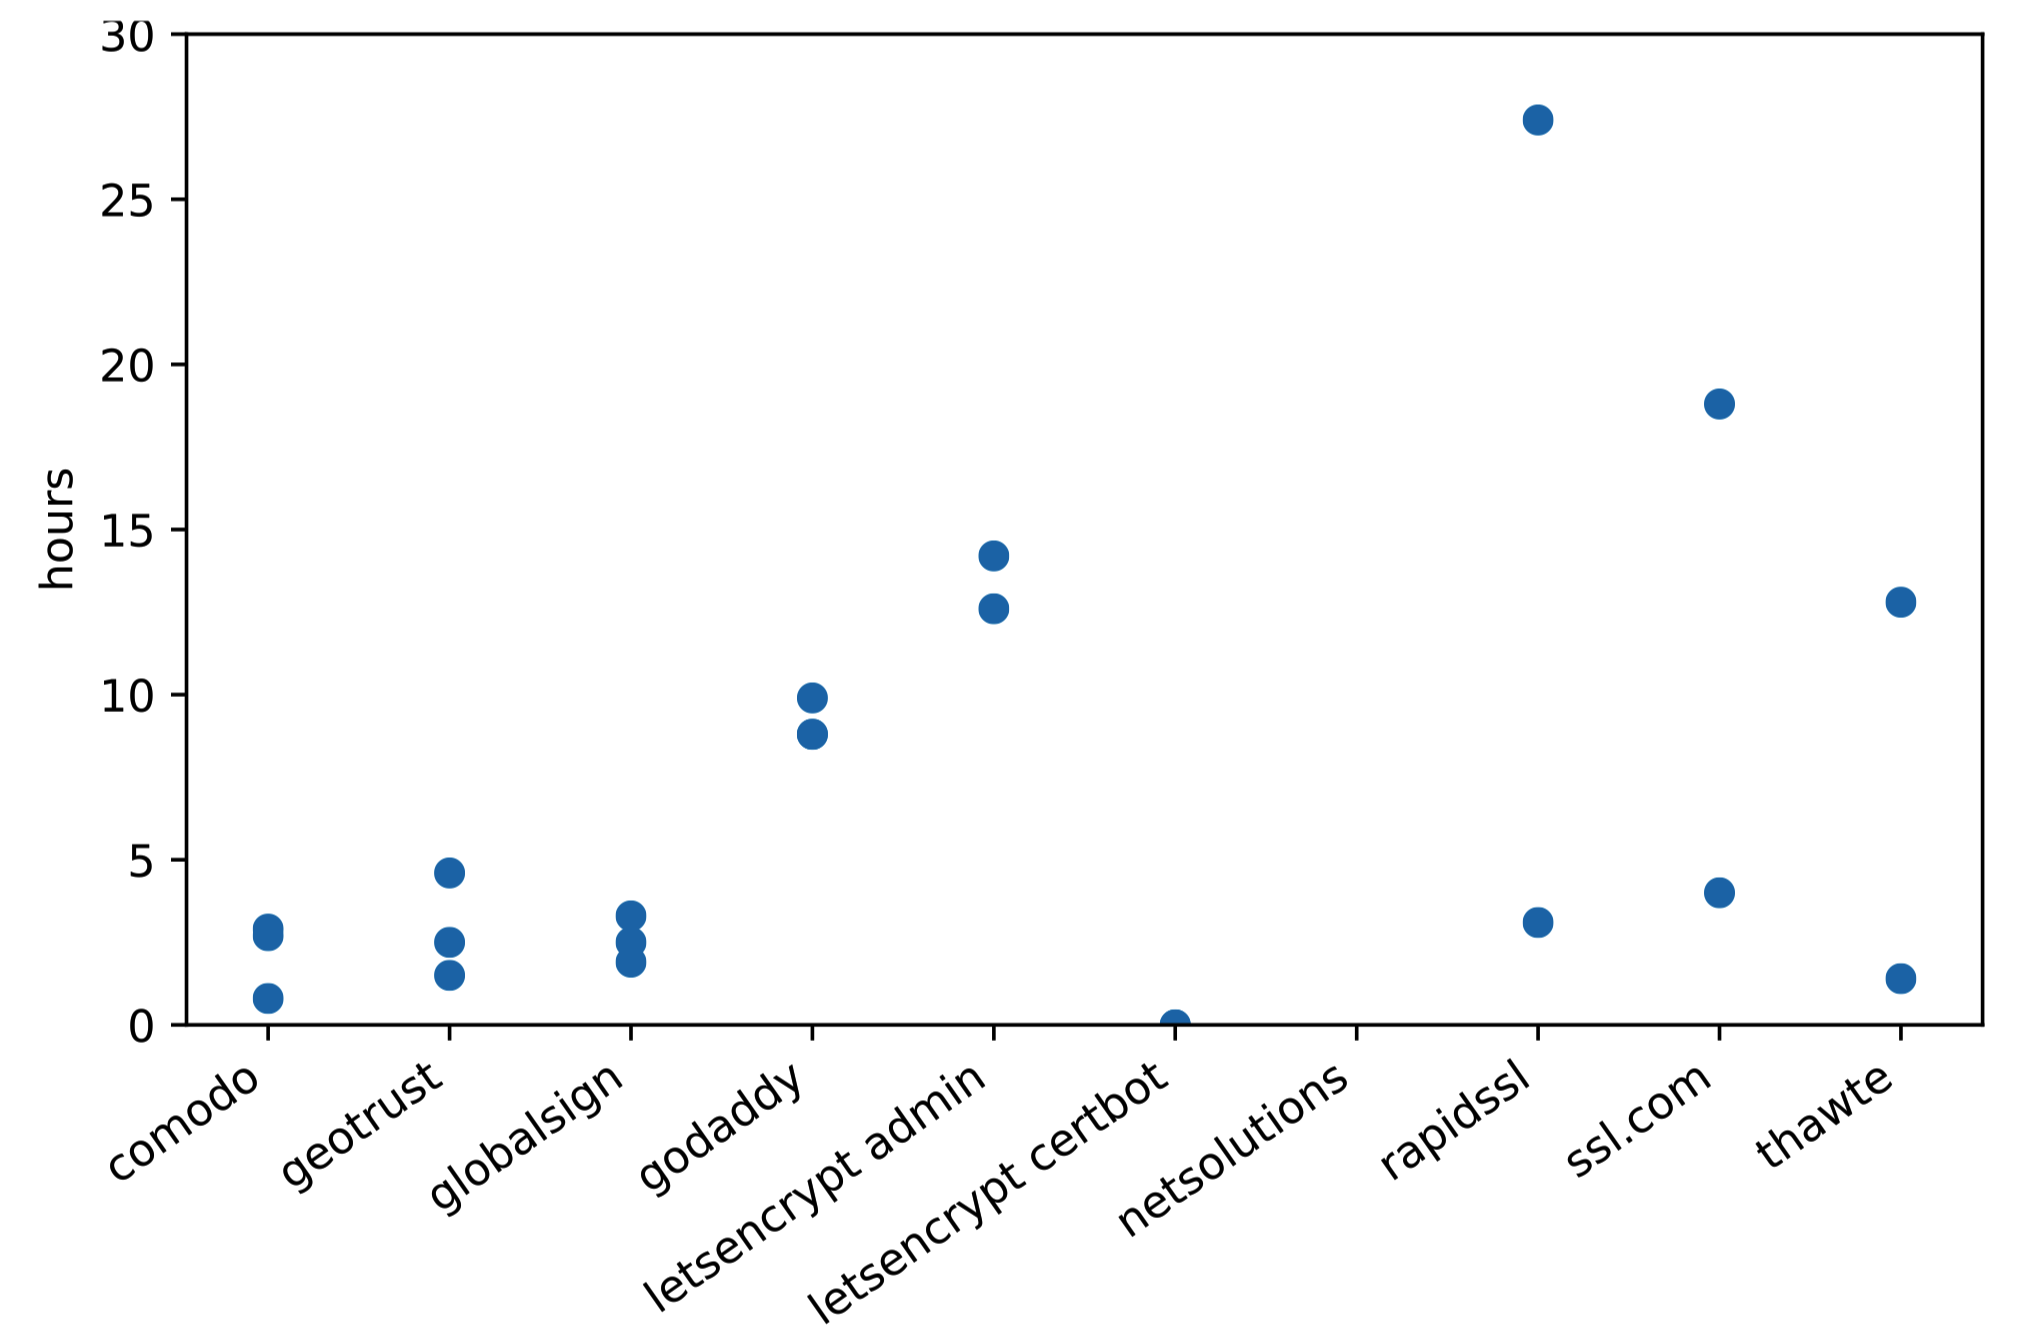 30
25
20
15
10
5
0
hours
comodo
geotrust
globalsign
godaddy
letsencrypt admin
letsencrypt certbot
netsolutions
rapidssl
ssl.com
thawte